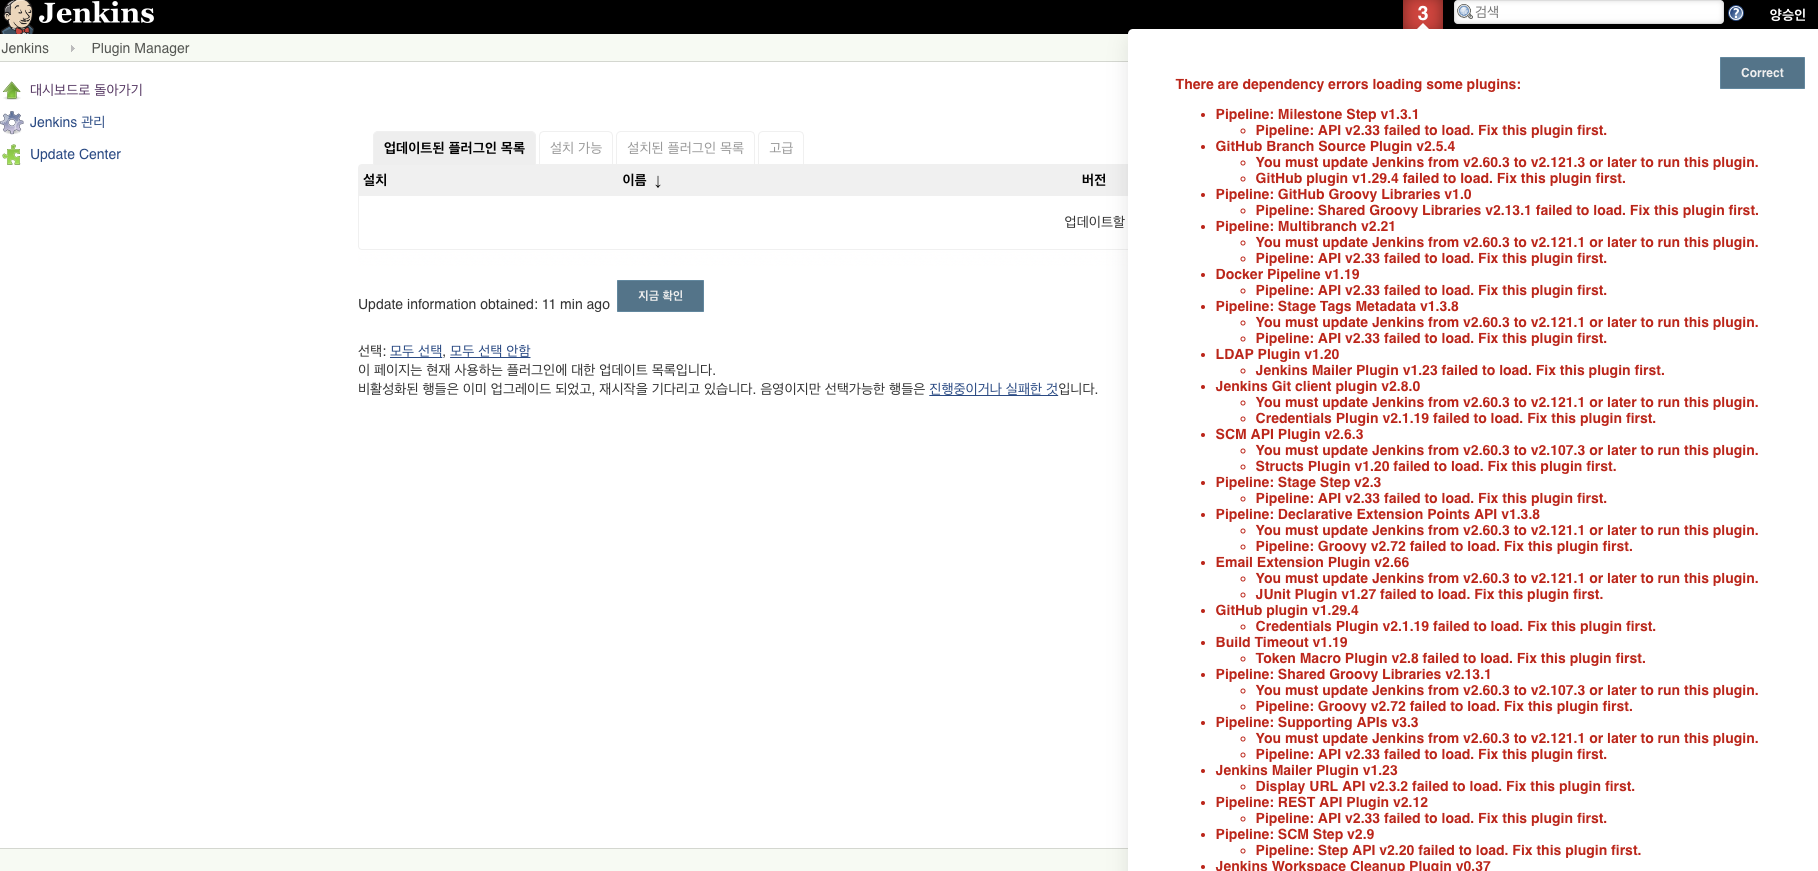 Jenkins
3
검색
양승인
Jenkins
Plugin Manager
대시보드로 돌아가기
Jenkins 관리
Update Center
업데이트된 플러그인 목록
설치 가능
설치된 플러그인 목록
고급
설치
이름 ↓
버전
업데이트할
Update information obtained: 11 min ago
지금 확인
선택: 모두 선택, 모두 선택 안함
이 페이지는 현재 사용하는 플러그인에 대한 업데이트 목록입니다.
비활성화된 행들은 이미 업그레이드 되었고, 재시작을 기다리고 있습니다. 음영이지만 선택가능한 행들은 진행중이거나 실패한 것입니다.
Correct
There are dependency errors loading some plugins:
Pipeline: Milestone Step v1.3.1
Pipeline: API v2.33 failed to load. Fix this plugin first.
GitHub Branch Source Plugin v2.5.4
You must update Jenkins from v2.60.3 to v2.121.3 or later to run this plugin.
GitHub plugin v1.29.4 failed to load. Fix this plugin first.
Pipeline: GitHub Groovy Libraries v1.0
Pipeline: Shared Groovy Libraries v2.13.1 failed to load. Fix this plugin first.
Pipeline: Multibranch v2.21
You must update Jenkins from v2.60.3 to v2.121.1 or later to run this plugin.
Pipeline: API v2.33 failed to load. Fix this plugin first.
Docker Pipeline v1.19
Pipeline: API v2.33 failed to load. Fix this plugin first.
Pipeline: Stage Tags Metadata v1.3.8
You must update Jenkins from v2.60.3 to v2.121.1 or later to run this plugin.
Pipeline: API v2.33 failed to load. Fix this plugin first.
LDAP Plugin v1.20
Jenkins Mailer Plugin v1.23 failed to load. Fix this plugin first.
Jenkins Git client plugin v2.8.0
You must update Jenkins from v2.60.3 to v2.121.1 or later to run this plugin.
Credentials Plugin v2.1.19 failed to load. Fix this plugin first.
SCM API Plugin v2.6.3
You must update Jenkins from v2.60.3 to v2.107.3 or later to run this plugin.
Structs Plugin v1.20 failed to load. Fix this plugin first.
Pipeline: Stage Step v2.3
Pipeline: API v2.33 failed to load. Fix this plugin first.
Pipeline: Declarative Extension Points API v1.3.8
You must update Jenkins from v2.60.3 to v2.121.1 or later to run this plugin.
Pipeline: Groovy v2.72 failed to load. Fix this plugin first.
Email Extension Plugin v2.66
You must update Jenkins from v2.60.3 to v2.121.1 or later to run this plugin.
JUnit Plugin v1.27 failed to load. Fix this plugin first.
GitHub plugin v1.29.4
Credentials Plugin v2.1.19 failed to load. Fix this plugin first.
Build Timeout v1.19
Token Macro Plugin v2.8 failed to load. Fix this plugin first.
Pipeline: Shared Groovy Libraries v2.13.1
You must update Jenkins from v2.60.3 to v2.107.3 or later to run this plugin.
Pipeline: Groovy v2.72 failed to load. Fix this plugin first.
Pipeline: Supporting APIs v3.3
You must update Jenkins from v2.60.3 to v2.121.1 or later to run this plugin.
Pipeline: API v2.33 failed to load. Fix this plugin first.
Jenkins Mailer Plugin v1.23
Display URL API v2.3.2 failed to load. Fix this plugin first.
Pipeline: REST API Plugin v2.12
Pipeline: API v2.33 failed to load. Fix this plugin first.
Pipeline: SCM Step v2.9
Pipeline: Step API v2.20 failed to load. Fix this plugin first.
Jenkins Workspace Cleanup Plugin v0.37